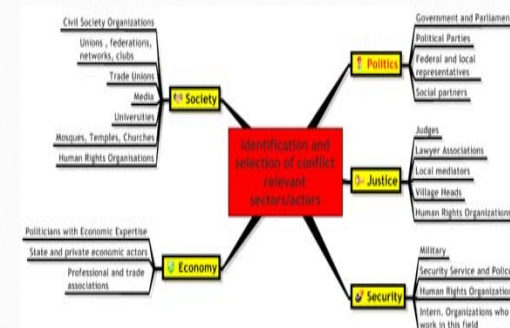 Identification and
selection of conflict
relevant
sectors/actors
Society
Civil Society Organizations
Unions , federations,
networks, clubs
Trade Unions
Media
Universities
Mosques, Temples, Churches
Human Rights Organisations
Economy
Politicians with Economic Expertise
State and private economic actors
Professional and trade
associations
Politics
Government and Parliamen
Political Parties
Federal and local
representatives
Social partners
Justice
Judges
Lawyer Associations
Local mediators
Village Heads
Human Rights Organizations
Security
Military
Security Service and Police
Human Rights Organization
Intern. Organizations who
work in this field